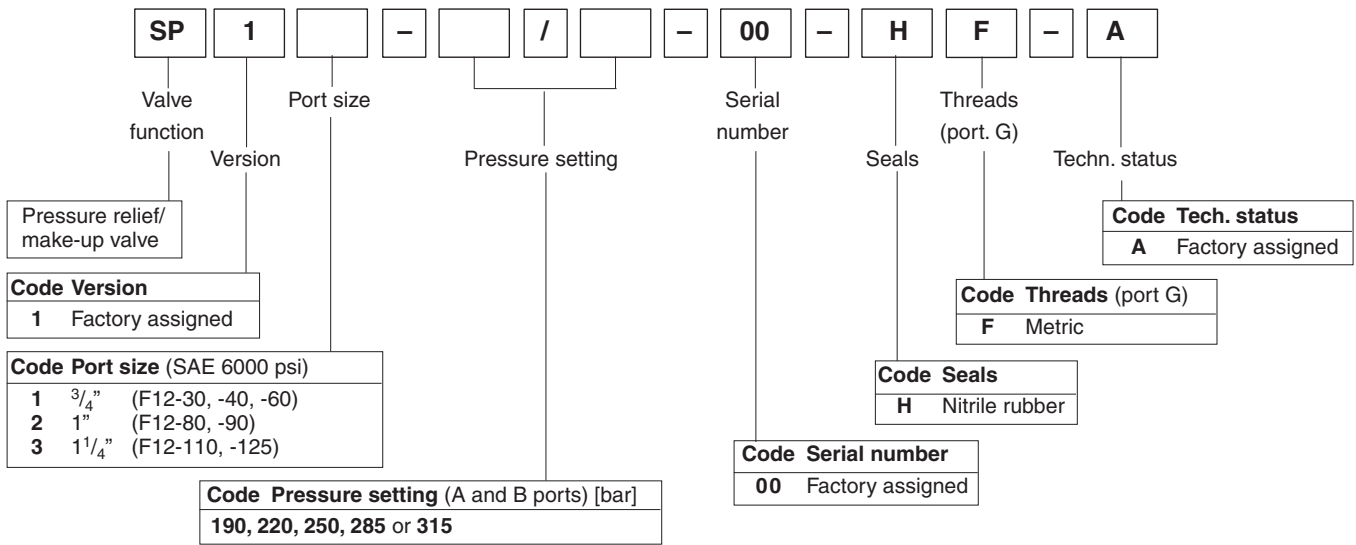 SP 1 – / – 00 – H F – A
Valve function
Version
Port size
Pressure setting
Serial number
Seals
Threads (port. G)
Techn. status
Pressure relief/
make-up valve
Code Version
1 Factory assigned
Code Port size (SAE 6000 psi)
1 3/4” (F12-30, -40, -60)
2 1” (F12-80, -90)
3 1 1/4” (F12-110, -125)
Code Pressure setting (A and B ports) [bar]
190, 220, 250, 285 or 315
Code Serial number
00 Factory assigned
Code Seals
H Nitrile rubber
Code Threads (port G)
F Metric
Code Tech. status
A Factory assigned